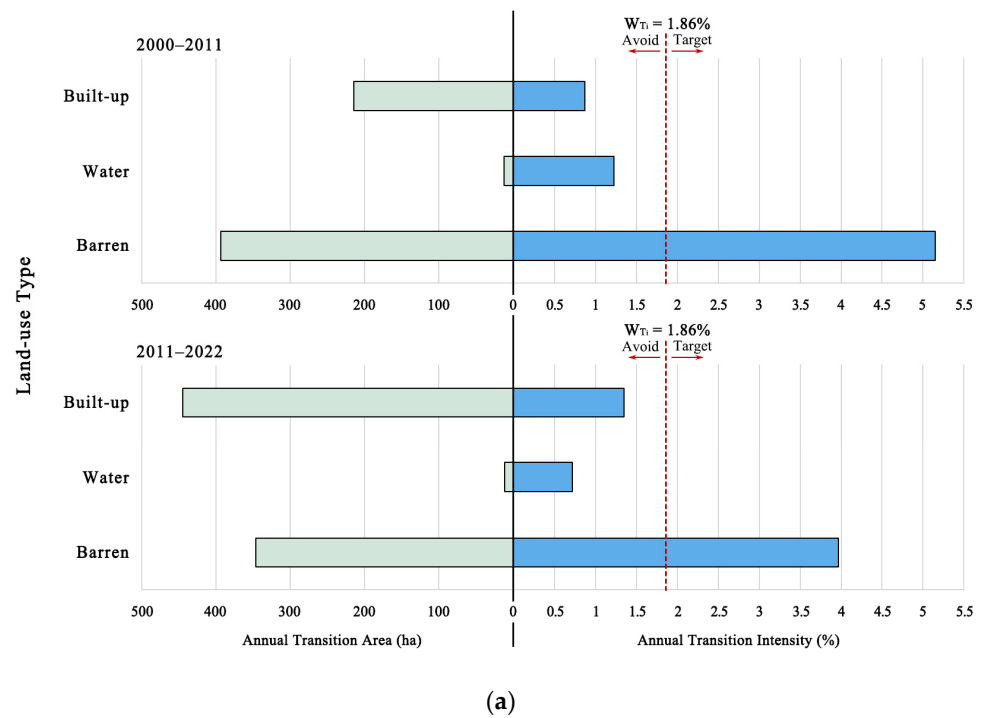 W_Ti = 1.86%
2000–2011
Avoid Target
Built-up
Water
Barren
500 400 300 200 100 0 0.5 1 1.5 2 2.5 3 3.5 4 4.5 5 5.5
Land-use Type
W_Ti = 1.86%
2011–2022
Avoid Target
Built-up
Water
Barren
500 400 300 200 100 0 0.5 1 1.5 2 2.5 3 3.5 4 4.5 5 5.5
Annual Transition Area (ha) Annual Transition Intensity (%)
(a)